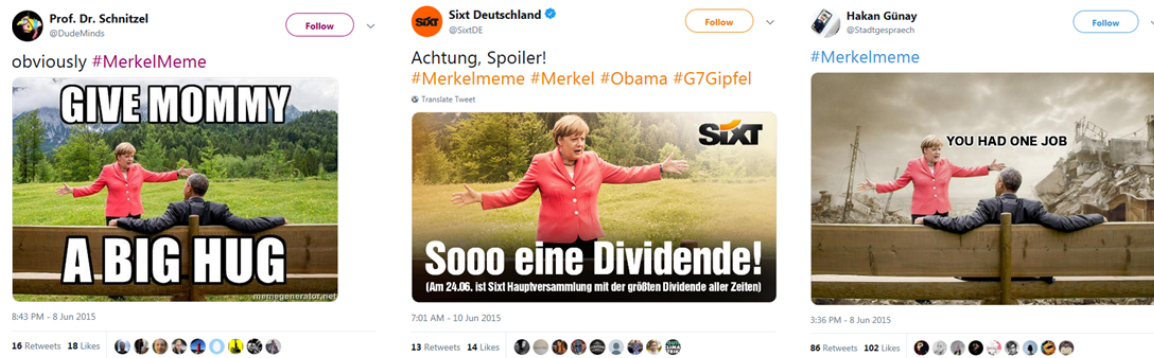 Prof. Dr. Schnitzel
@DudeMinds
Follow
obviously #MerkelMeme
GIVE MOMMY
A BIG HUG
memegenerator.net
8:43 PM - 8 Jun 2015
16 Retweets 18 Likes
SIXT
Sixt Deutschland
@SixtDE
Follow
Achtung, Spoiler!
#Merkelmeme #Merkel #Obama #G7Gipfel
Translate Tweet
SIXT
Sooo eine Dividende!
(Am 24.06. ist Sixt Hauptversammlung mit der größten Dividende aller Zeiten)
7:01 AM - 10 Jun 2015
13 Retweets 14 Likes
Hakan Günay
@Stadtgespraech
Follow
#Merkelmeme
YOU HAD ONE JOB
3:36 PM - 8 Jun 2015
86 Retweets 102 Likes